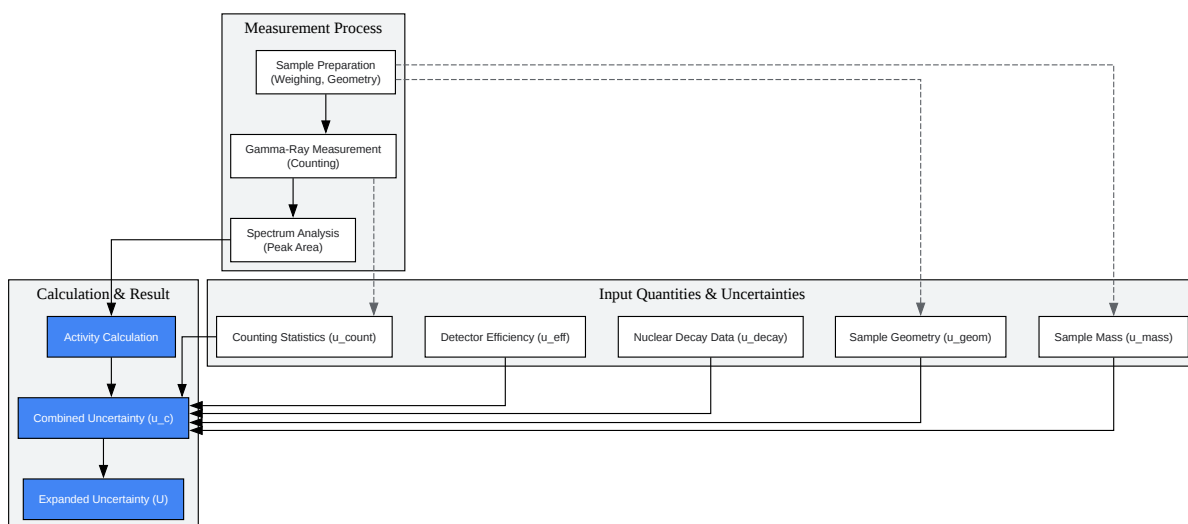 Measurement Process
Sample Preparation
(Weighing, Geometry)
Gamma-Ray Measurement
(Counting)
Spectrum Analysis
(Peak Area)
Calculation & Result
Activity Calculation
Combined Uncertainty (u_c)
Expanded Uncertainty (U)
Input Quantities & Uncertainties
Counting Statistics (u_count)
Detector Efficiency (u_eff)
Nuclear Decay Data (u_decay)
Sample Geometry (u_geom)
Sample Mass (u_mass)